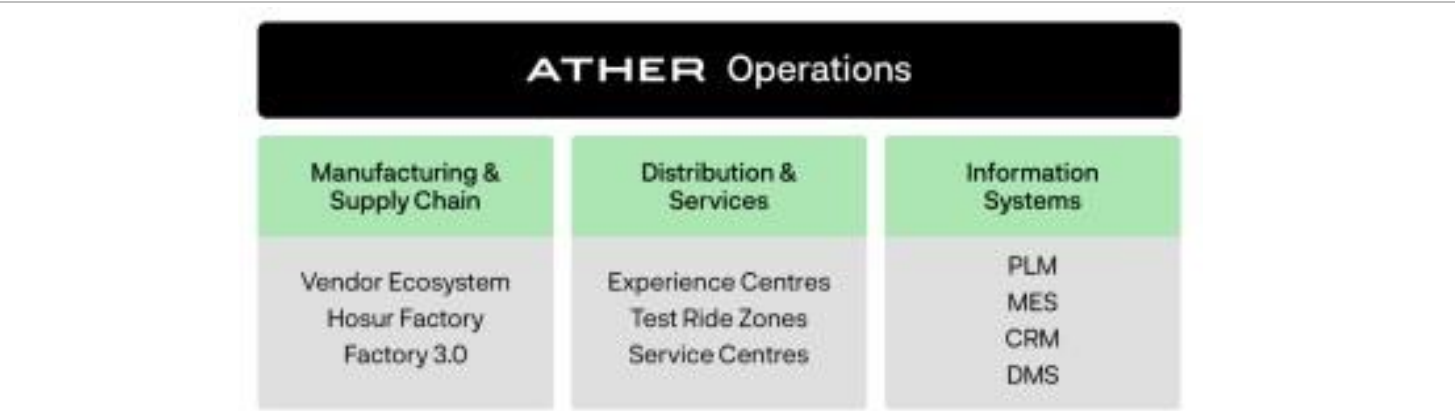 ATHER Operations
Manufacturing &
Supply Chain
Vendor Ecosystem
Hosur Factory
Factory 3.0
Distribution &
Services
Experience Centres
Test Ride Zones
Service Centres
Information
Systems
PLM
MES
CRM
DMS